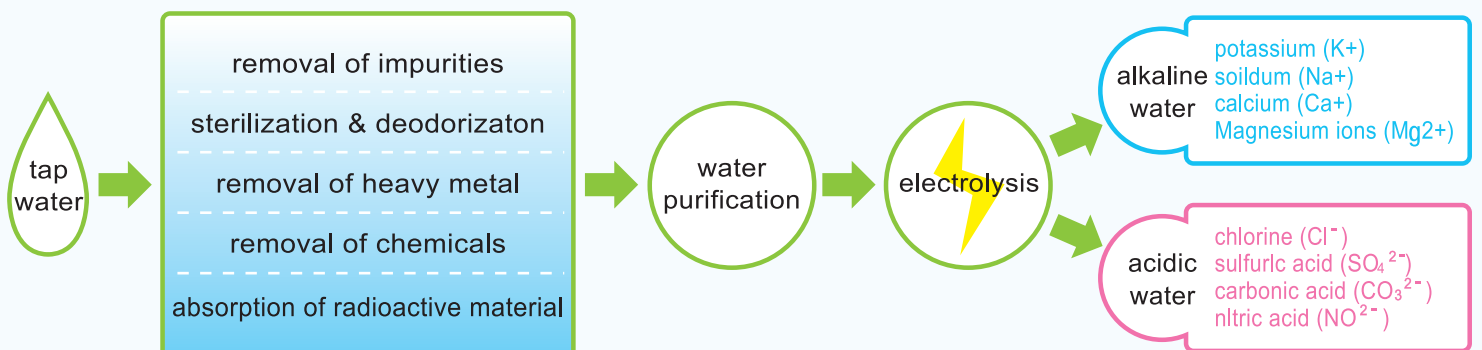 tap
water
removal of impurities
sterilization & deodorizaton
removal of heavy metal
removal of chemicals
absorption of radioactive material
water
purification
electrolysis
alkaline
water
potassium (K+)
soildum (Na+)
calcium (Ca+)
Magnesium ions (Mg2+)
acidic
water
chlorine (Cl⁻)
sulfurlc acid (SO₄²⁻)
carbonic acid (CO₃²⁻)
nltric acid (NO²⁻)